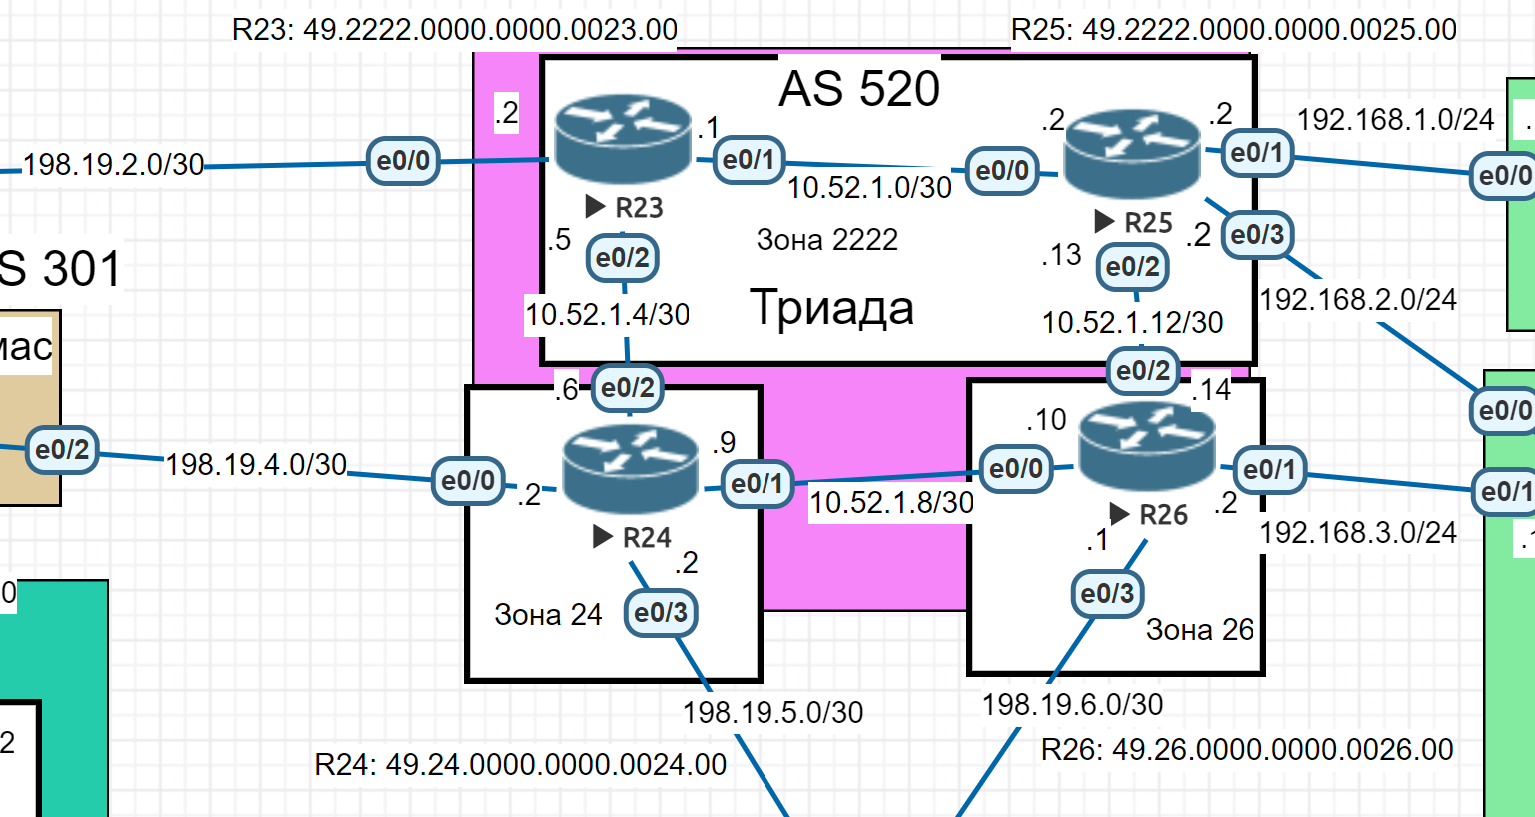 R23: 49.2222.0000.0000.0023.00
R25: 49.2222.0000.0000.0025.00
AS 520
.2
.1
.2
.2
192.168.1.0/24
198.19.2.0/30
e0/0
e0/1
e0/0
e0/1
e0/0
10.52.1.0/30
R23
R25
.5
e0/2
Зона 2222
.13
e0/2
.2
e0/3
S 301
10.52.1.4/30
Триада
10.52.1.12/30
192.168.2.0/24
мас
.6
e0/2
e0/2
.14
e0/0
.10
e0/2
198.19.4.0/30
e0/0
.2
.9
e0/1
10.52.1.8/30
e0/0
e0/1
e0/1
.2
R24
R26
192.168.3.0/24
.2
.1
0
Зона 24
e0/3
e0/3
Зона 26
2
198.19.5.0/30
198.19.6.0/30
R24: 49.24.0000.0000.0024.00
R26: 49.26.0000.0000.0026.00